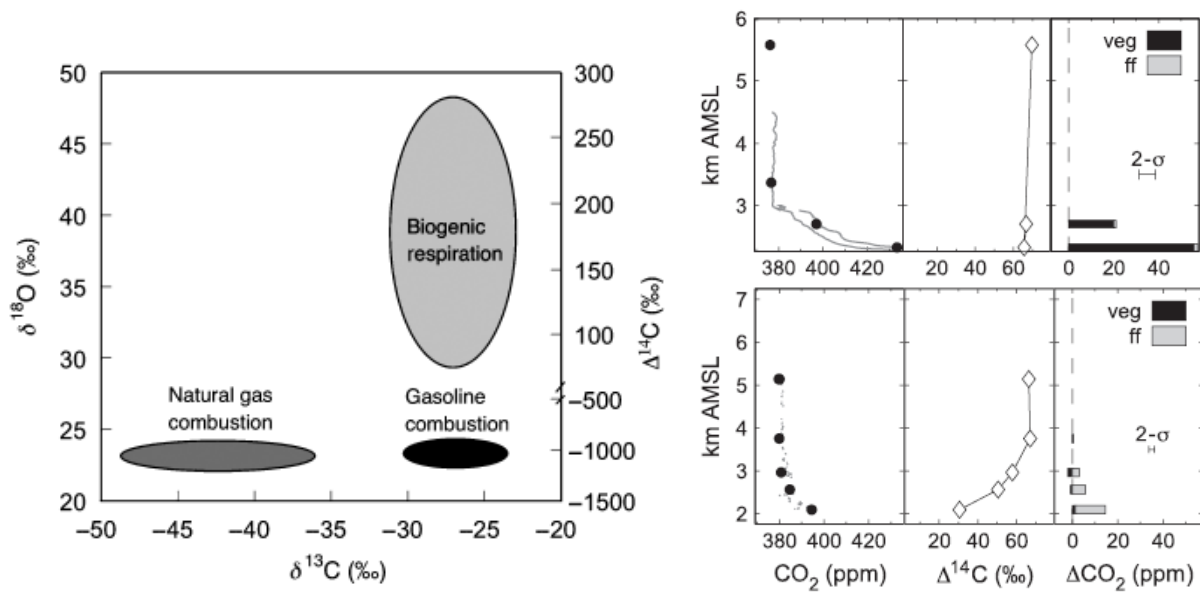 50
45
40
35
30
25
20
δ ¹⁸O (‰)
300
250
200
150
100
−500
−1000
−1500
Δ¹⁴C (‰)
Biogenic
respiration
Natural gas
combustion
Gasoline
combustion
−50 −45 −40 −35 −30 −25 −20
δ ¹³C (‰)
6
5
4
3
km AMSL
veg
ff
2-σ
380 400 420
20 40 60
0 20 40
7
6
5
4
3
2
km AMSL
veg
ff
2-σ
380 400 420
20 40 60
0 20 40
CO₂ (ppm)
Δ¹⁴C (‰)
ΔCO₂ (ppm)